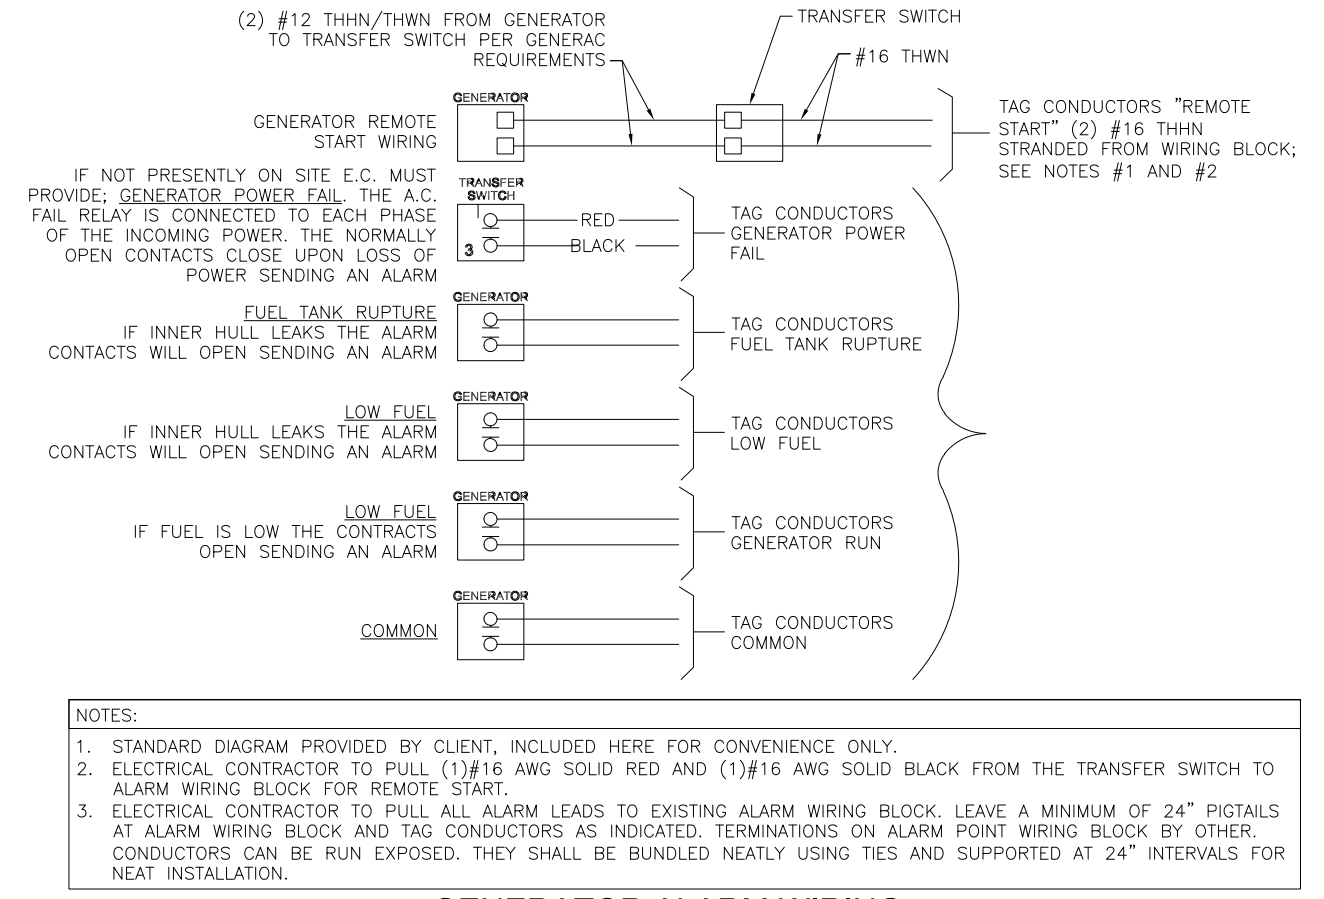 (2) #12 THHN/THWN FROM GENERATOR
TO TRANSFER SWITCH PER GENERAC
REQUIREMENTS
TRANSFER SWITCH
#16 THWN
GENERATOR
GENERATOR REMOTE
START WIRING
TAG CONDUCTORS "REMOTE
START" (2) #16 THHN
STRANDED FROM WIRING BLOCK;
SEE NOTES #1 AND #2
IF NOT PRESENTLY ON SITE E.C. MUST
PROVIDE; GENERATOR POWER FAIL. THE A.C.
FAIL RELAY IS CONNECTED TO EACH PHASE
OF THE INCOMING POWER. THE NORMALLY
OPEN CONTACTS CLOSE UPON LOSS OF
POWER SENDING AN ALARM
TRANSFER
SWITCH
3
RED
BLACK
TAG CONDUCTORS
GENERATOR POWER
FAIL
GENERATOR
FUEL TANK RUPTURE
IF INNER HULL LEAKS THE ALARM
CONTACTS WILL OPEN SENDING AN ALARM
TAG CONDUCTORS
FUEL TANK RUPTURE
GENERATOR
LOW FUEL
IF INNER HULL LEAKS THE ALARM
CONTACTS WILL OPEN SENDING AN ALARM
TAG CONDUCTORS
LOW FUEL
GENERATOR
LOW FUEL
IF FUEL IS LOW THE CONTRACTS
OPEN SENDING AN ALARM
TAG CONDUCTORS
GENERATOR RUN
GENERATOR
COMMON
TAG CONDUCTORS
COMMON
NOTES:
1. STANDARD DIAGRAM PROVIDED BY CLIENT, INCLUDED HERE FOR CONVENIENCE ONLY.
2. ELECTRICAL CONTRACTOR TO PULL (1)#16 AWG SOLID RED AND (1)#16 AWG SOLID BLACK FROM THE TRANSFER SWITCH TO
ALARM WIRING BLOCK FOR REMOTE START.
3. ELECTRICAL CONTRACTOR TO PULL ALL ALARM LEADS TO EXISTING ALARM WIRING BLOCK. LEAVE A MINIMUM OF 24" PIGTAILS
AT ALARM WIRING BLOCK AND TAG CONDUCTORS AS INDICATED. TERMINATIONS ON ALARM POINT WIRING BLOCK BY OTHER.
CONDUCTORS CAN BE RUN EXPOSED. THEY SHALL BE BUNDLED NEATLY USING TIES AND SUPPORTED AT 24" INTERVALS FOR
NEAT INSTALLATION.